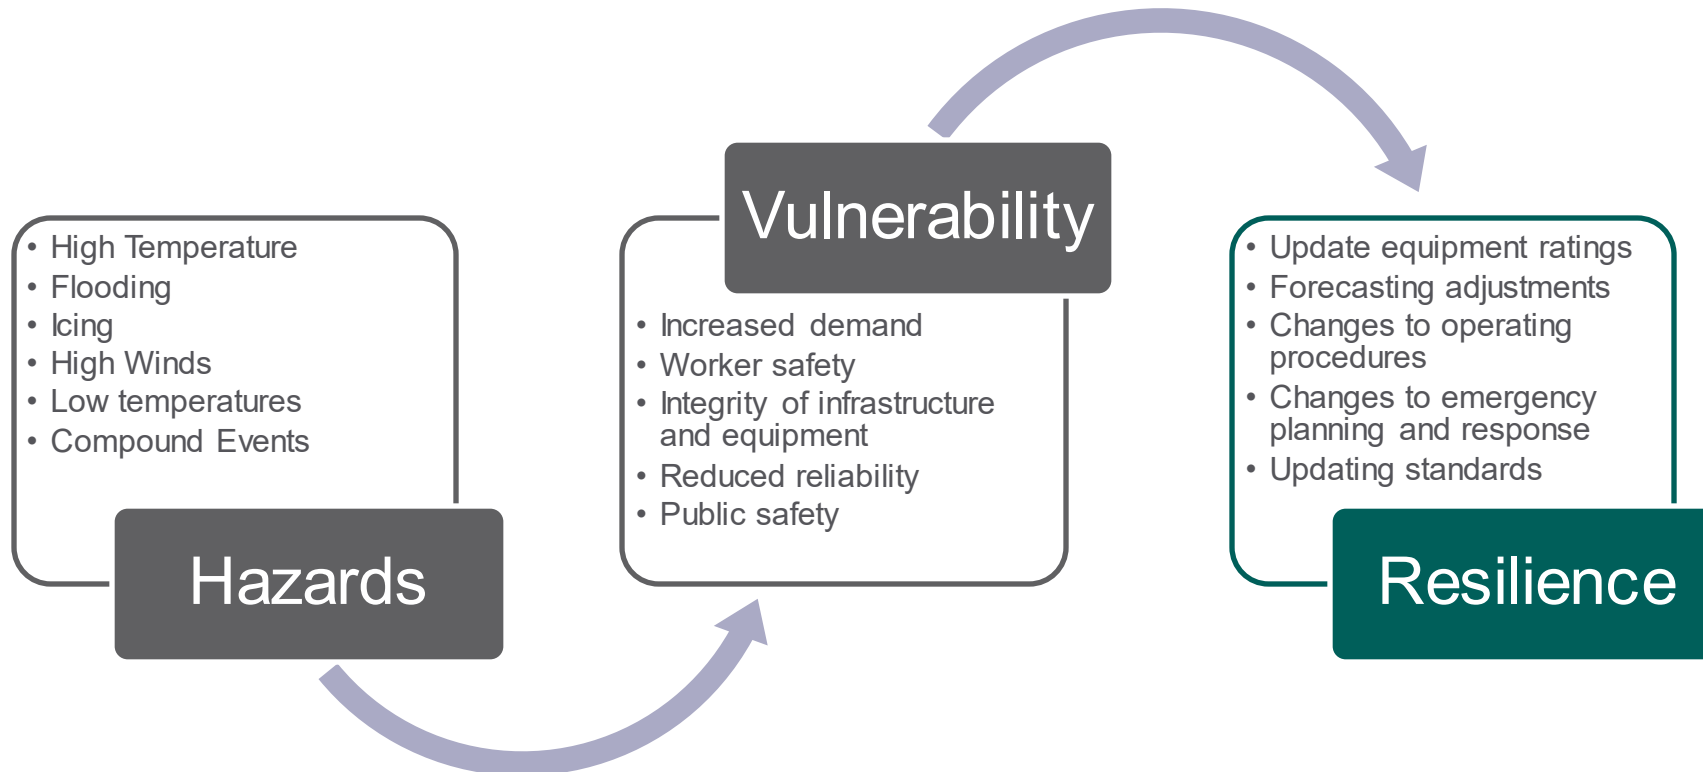 • High Temperature
• Flooding
• Icing
• High Winds
• Low temperatures
• Compound Events
Hazards
Vulnerability
• Increased demand
• Worker safety
• Integrity of infrastructure
and equipment
• Reduced reliability
• Public safety
• Update equipment ratings
• Forecasting adjustments
• Changes to operating
procedures
• Changes to emergency
planning and response
• Updating standards
Resilience